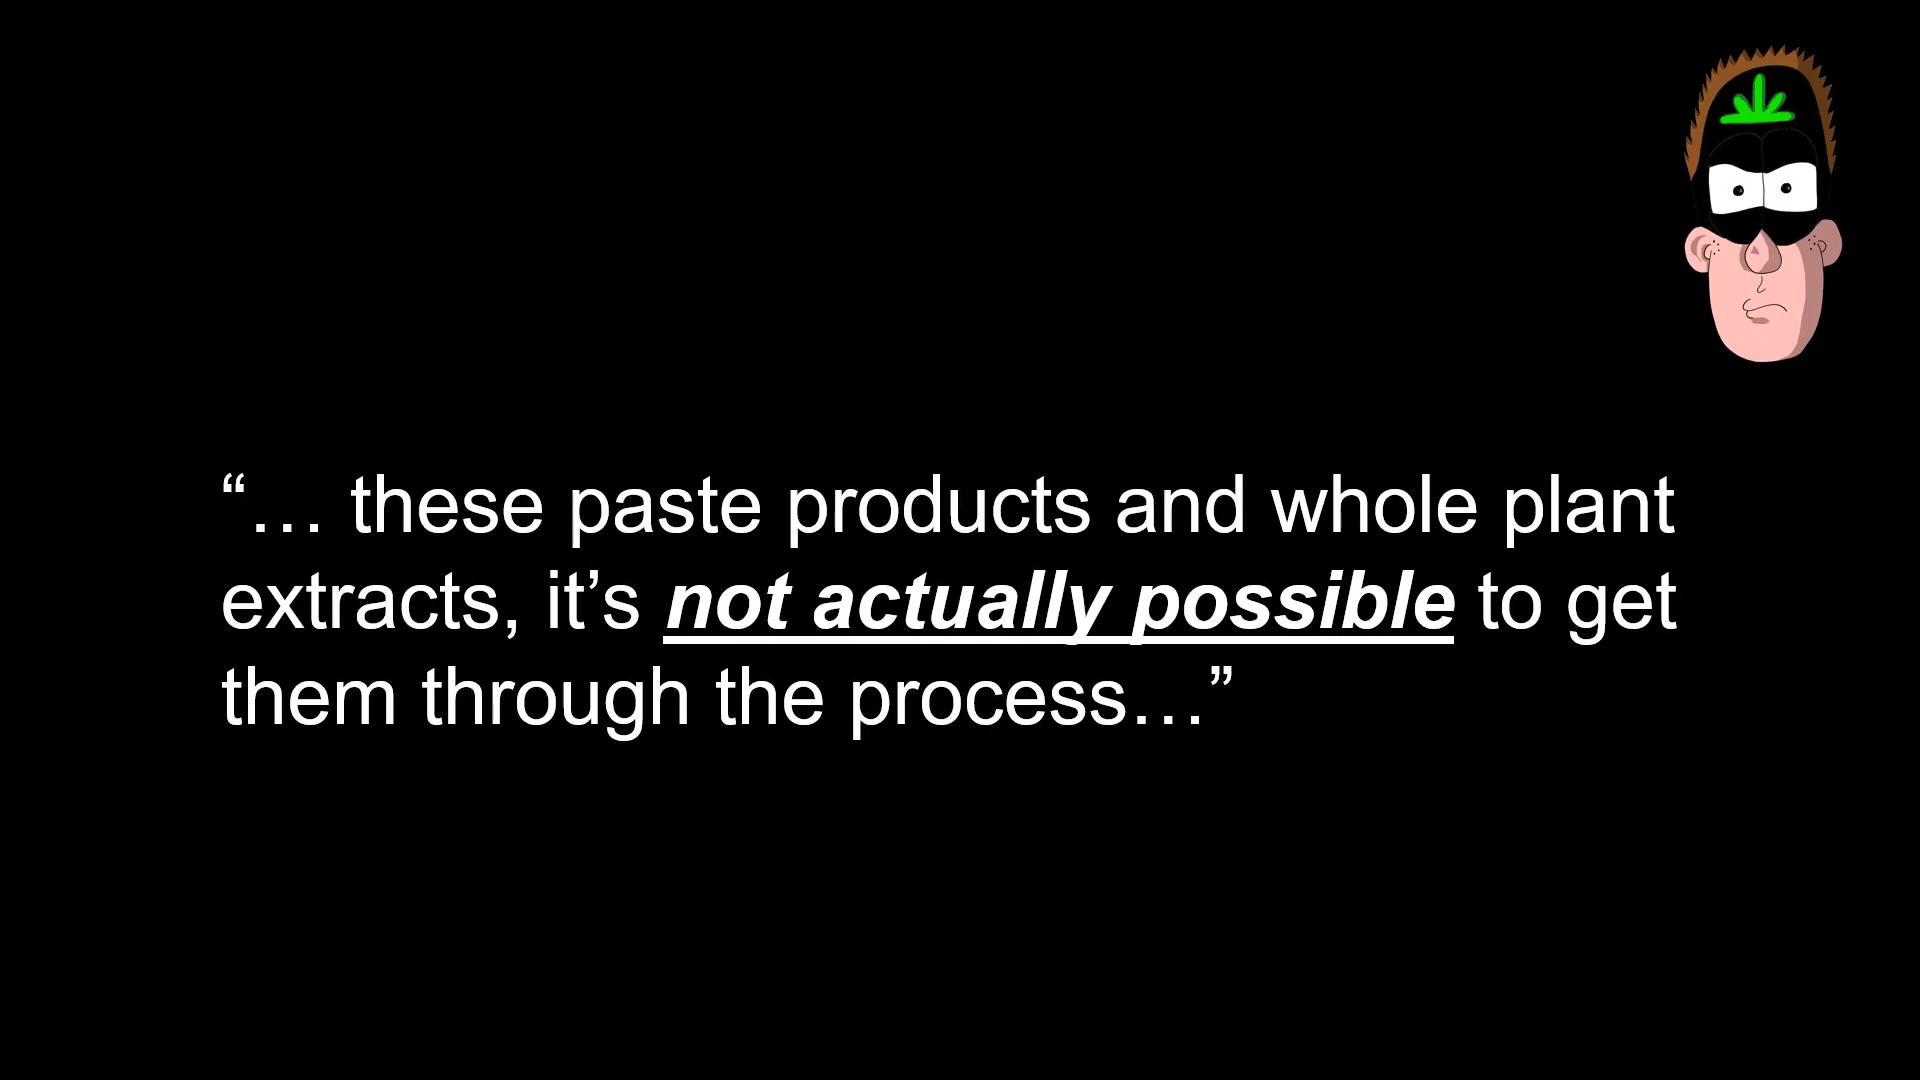 “… these paste products and whole plant
extracts, it’s not actually possible to get
them through the process…”